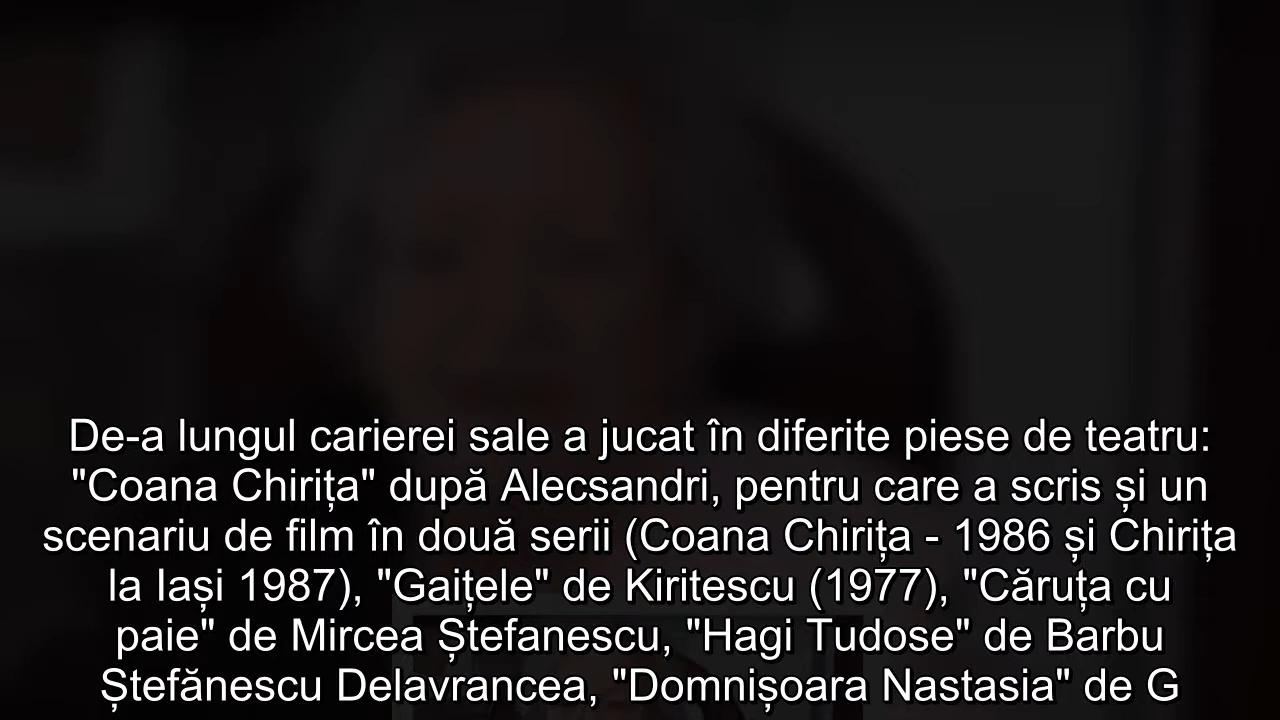 De-a lungul carierei sale a jucat în diferite piese de teatru:
"Coana Chirița" după Alecsandri, pentru care a scris și un
scenariu de film în două serii (Coana Chirița - 1986 și Chirița
la Iași 1987), "Gaițele" de Kiritescu (1977), "Căruța cu
paie" de Mircea Ștefanescu, "Hagi Tudose" de Barbu
Ștefănescu Delavrancea, "Domnișoara Nastasia" de G